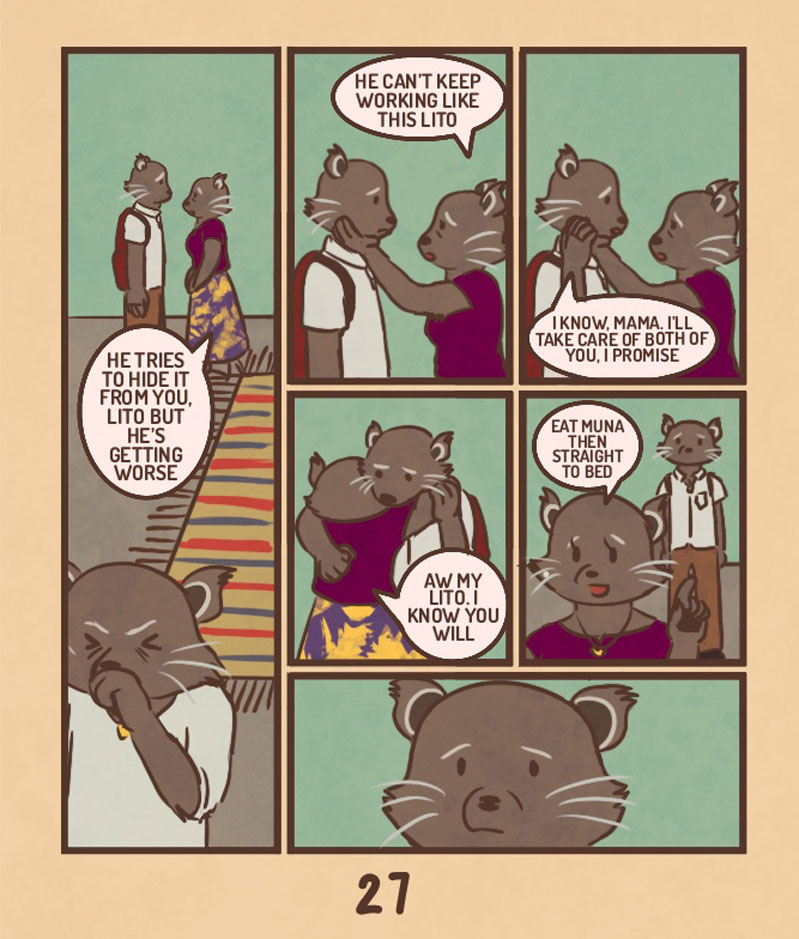 HE TRIES
TO HIDE IT
FROM YOU,
LITO BUT
HE'S
GETTING
WORSE
HE CAN'T KEEP
WORKING LIKE
THIS LITO
I KNOW, MAMA. I'LL
TAKE CARE OF BOTH OF
YOU, I PROMISE
AW MY
LITO. I
KNOW YOU
WILL
EAT MUNA
THEN
STRAIGHT
TO BED
27